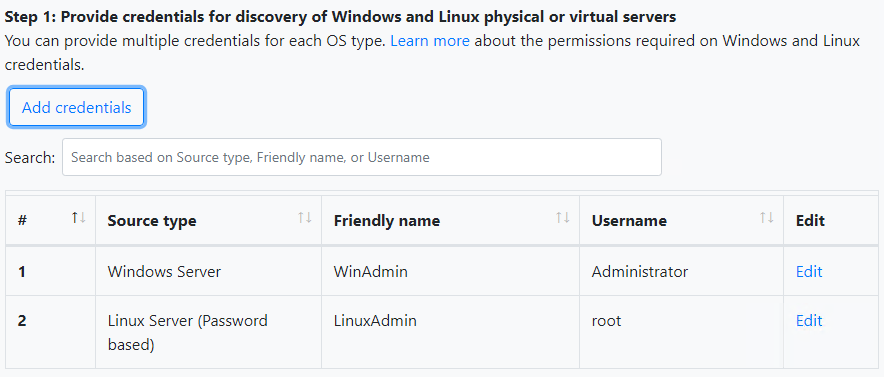 Step 1: Provide credentials for discovery of Windows and Linux physical or virtual servers
You can provide multiple credentials for each OS type. Learn more about the permissions required on Windows and Linux
credentials.
Add credentials
Search: Search based on Source type, Friendly name, or Username
# ↑↓ Source type ↑↓ Friendly name ↑↓ Username ↑↓ Edit
1 Windows Server WinAdmin Administrator Edit
2 Linux Server (Password LinuxAdmin root Edit
based)